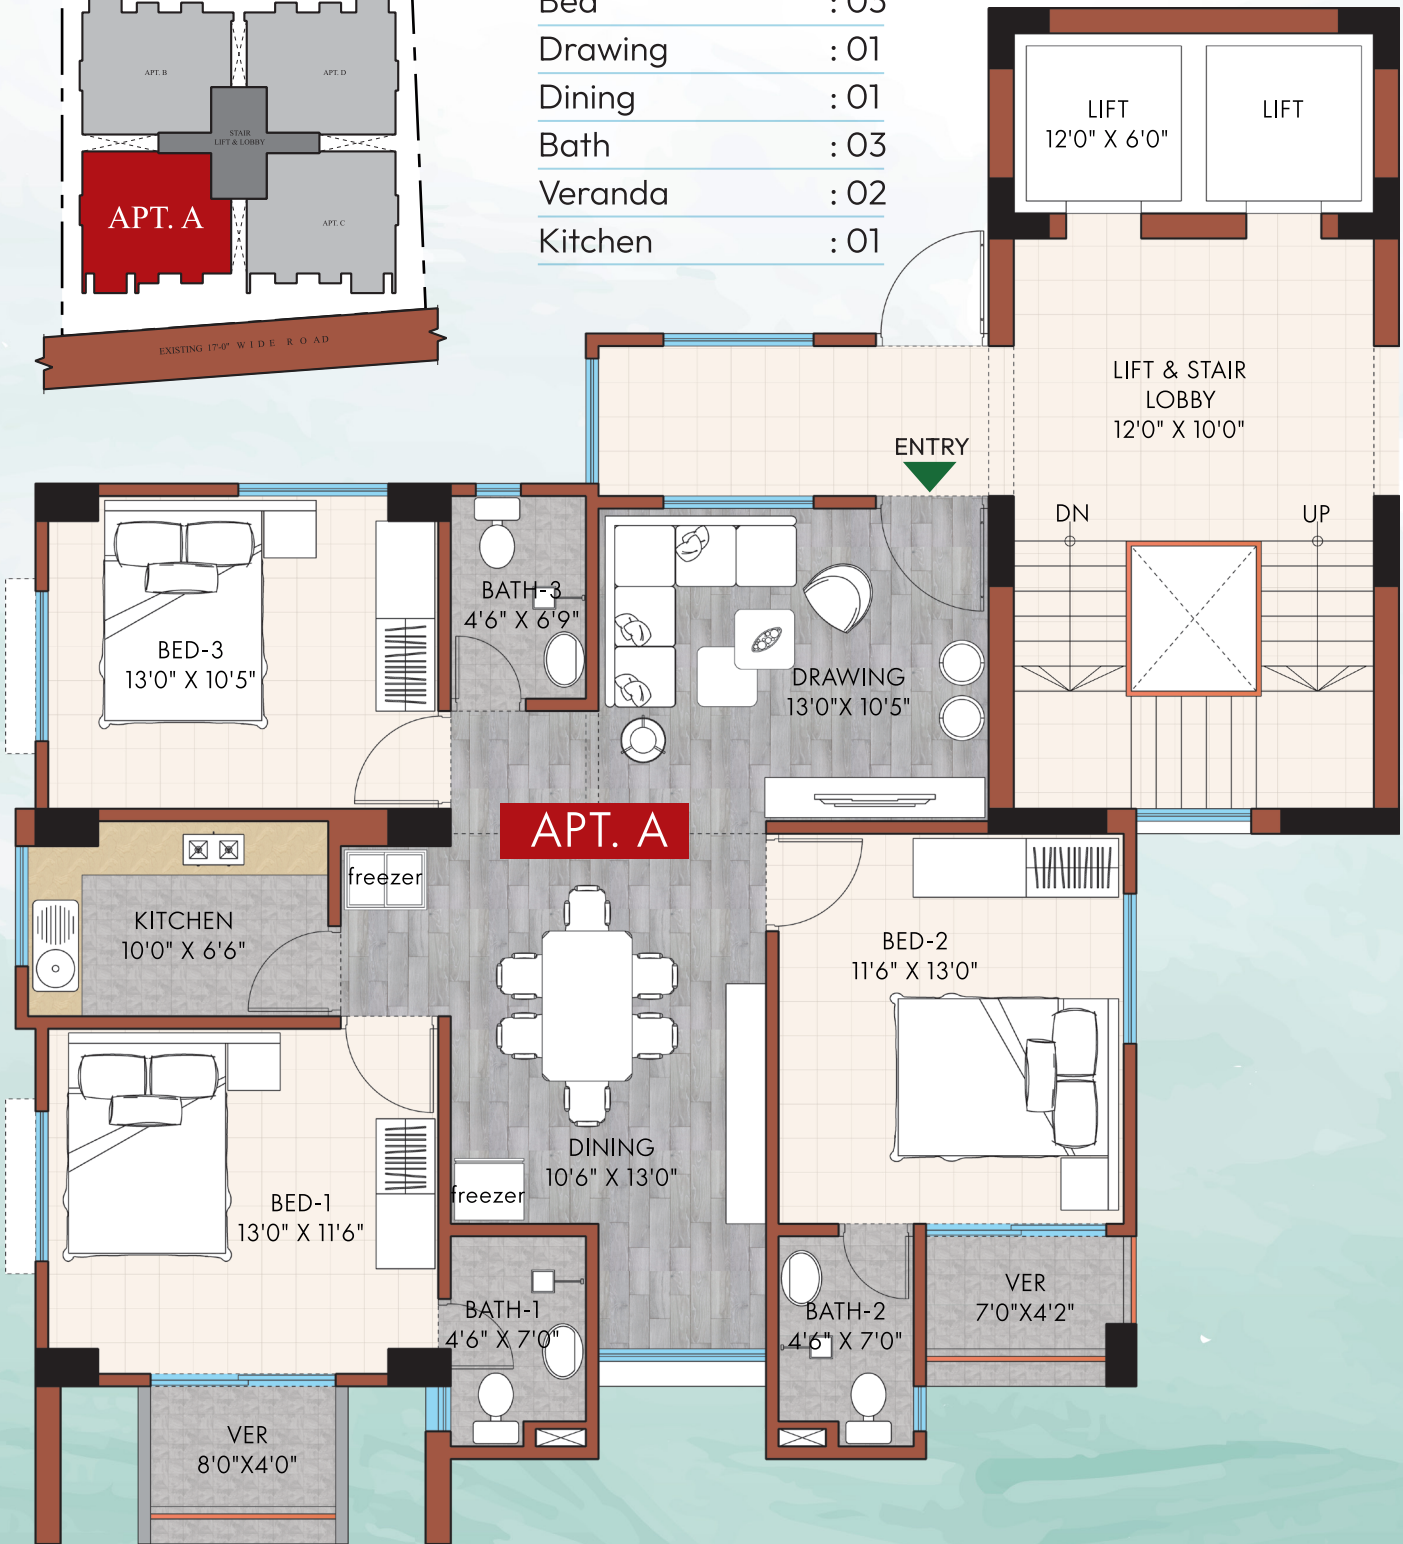 Bed : 03
Drawing : 01
Dining : 01
Bath : 03
Veranda : 02
Kitchen : 01
APT. B
APT. D
STAIR
LIFT & LOBBY
APT. A
APT. C
EXISTING 17'-0" WIDE ROAD
LIFT
12'0" X 6'0"
LIFT
LIFT & STAIR
LOBBY
12'0" X 10'0"
ENTRY
DN
UP
BATH-3
4'6" X 6'9"
BED-3
13'0" X 10'5"
DRAWING
13'0"X 10'5"
APT. A
freezer
KITCHEN
10'0" X 6'6"
BED-2
11'6" X 13'0"
DINING
10'6" X 13'0"
freezer
BED-1
13'0" X 11'6"
BATH-1
4'6" X 7'0"
BATH-2
4'6" X 7'0"
VER
7'0"X4'2"
VER
8'0"X4'0"